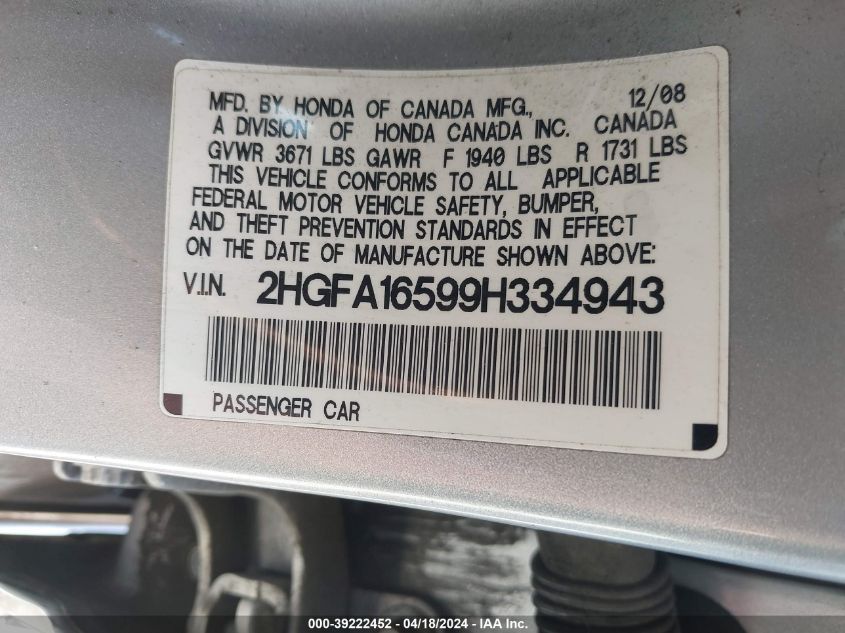 MFD. BY HONDA OF CANADA MFG., 12/08
A DIVISION OF HONDA CANADA INC. CANADA
GVWR 3671 LBS GAWR F 1940 LBS R 1731 LBS
THIS VEHICLE CONFORMS TO ALL APPLICABLE
FEDERAL MOTOR VEHICLE SAFETY, BUMPER,
AND THEFT PREVENTION STANDARDS IN EFFECT
ON THE DATE OF MANUFACTURE SHOWN ABOVE:
V.I.N. 2HGFA16599H334943
PASSENGER CAR
000-39222452 - 04/18/2024 - IAA Inc.